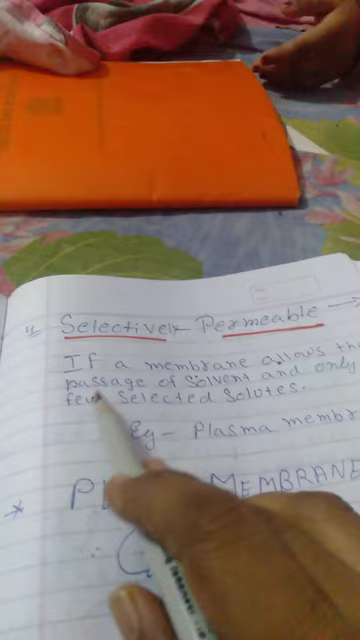 4) Selectively Permeable →
If a membrane allows the
passage of solvent and only
few selected solutes.
Eg - Plasma membr
* MEMBRANE